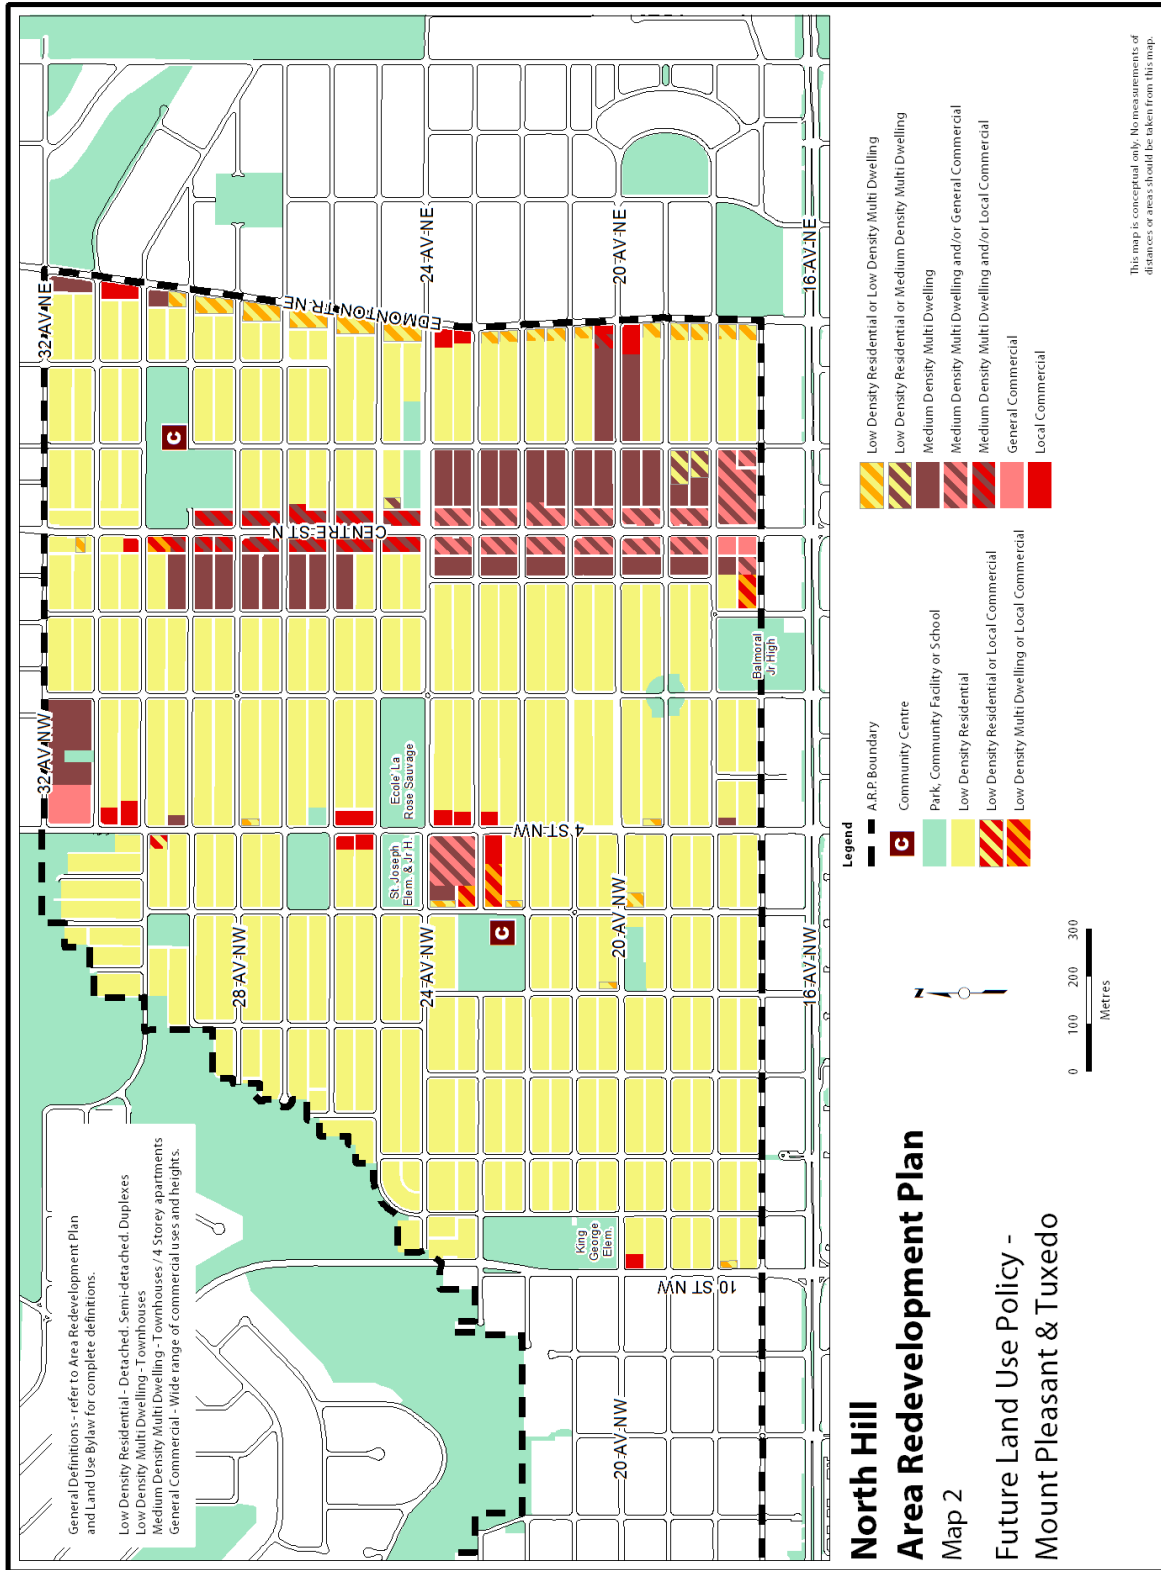 32 AV NW
32 AV NE
28 AV NW
24 AV NW
24 AV NE
20 AV NW
20 AV NW
20 AV NE
16 AV NW
16 AV NE
10 ST NW
4 ST NW
CENTRE ST N
EDMONTON TR NE
C
C
St. Joseph
Elem. & Jr H.
Ecole' La
Rose Sauvage
King
George
Elem.
Balmoral
Jr High
General Definitions - refer to Area Redevelopment Plan
and Land Use Bylaw for complete definitions.
Low Density Residential - Detached. Semi-detached. Duplexes
Low Density Multi Dwelling - Townhouses
Medium Density Multi Dwelling - Townhouses / 4 Storey apartments
General Commercial - Wide range of commercial uses and heights.
North Hill
Area Redevelopment Plan
Map 2
Future Land Use Policy -
Mount Pleasant & Tuxedo
N
0 100 200 300
Metres
Legend
A.R.P. Boundary
C Community Centre
Park, Community Facility or School
Low Density Residential
Low Density Residential or Local Commercial
Low Density Multi Dwelling or Local Commercial
Low Density Residential or Low Density Multi Dwelling
Low Density Residential or Medium Density Multi Dwelling
Medium Density Multi Dwelling
Medium Density Multi Dwelling and/or General Commercial
Medium Density Multi Dwelling and/or Local Commercial
General Commercial
Local Commercial
This map is conceptual only. No measurements of
distances or areas should be taken from this map.